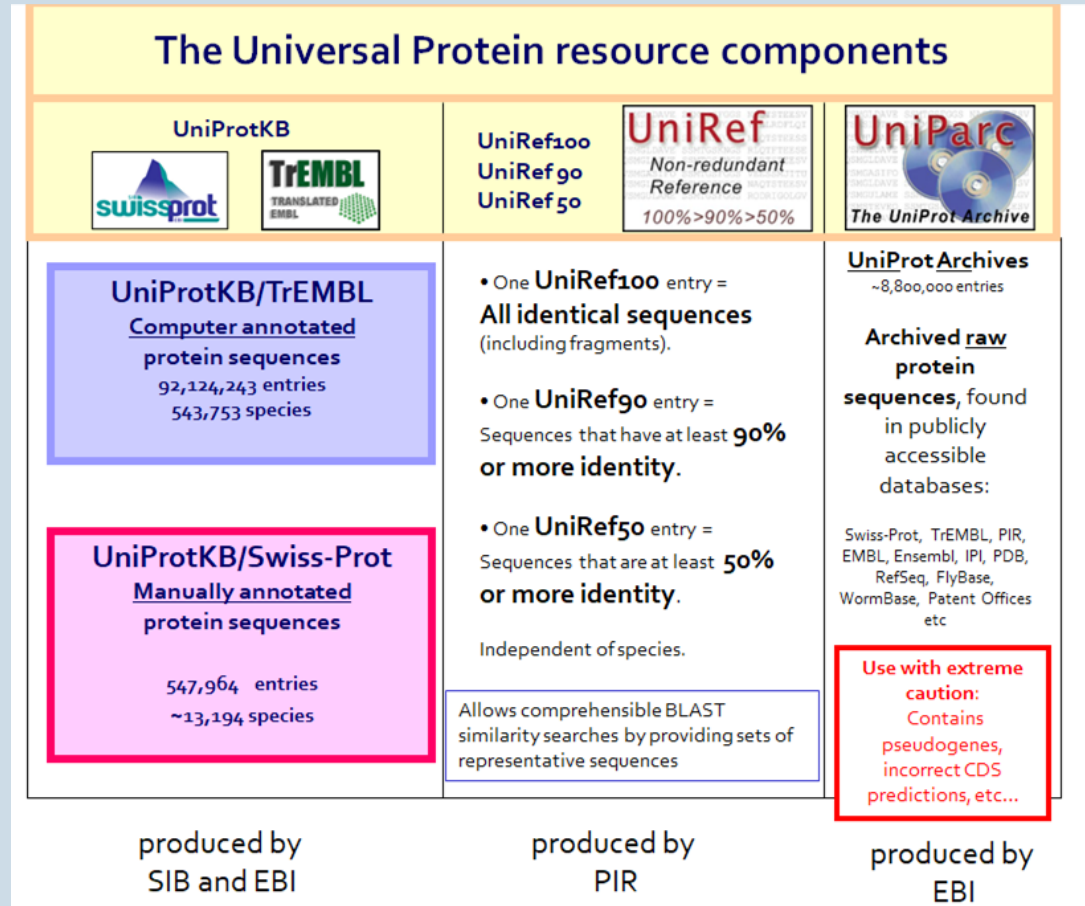 The Universal Protein resource components
UniProtKB
swissprot
TrEMBL
TRANSLATED
EMBL
UniRef100
UniRef90
UniRef50
UniRef
Non-redundant
Reference
100%>90%>50%
UniParc
The UniProt Archive
UniProtKB/TrEMBL
Computer annotated
protein sequences
92,124,243 entries
543,753 species
UniProtKB/Swiss-Prot
Manually annotated
protein sequences
547,964 entries
~13,194 species
• One UniRef100 entry =
All identical sequences
(including fragments).
• One UniRef90 entry =
Sequences that have at least 90%
or more identity.
• One UniRef50 entry =
Sequences that are at least 50%
or more identity.
Independent of species.
Allows comprehensible BLAST
similarity searches by providing sets of
representative sequences
UniProt Archives
~8,800,000 entries
Archived raw
protein
sequences, found
in publicly
accessible
databases:
Swiss-Prot, TrEMBL, PIR,
EMBL, Ensembl, IPI, PDB,
RefSeq, FlyBase,
WormBase, Patent Offices
etc
Use with extreme
caution:
Contains
pseudogenes,
incorrect CDS
predictions, etc...
produced by
SIB and EBI
produced by
PIR
produced by
EBI